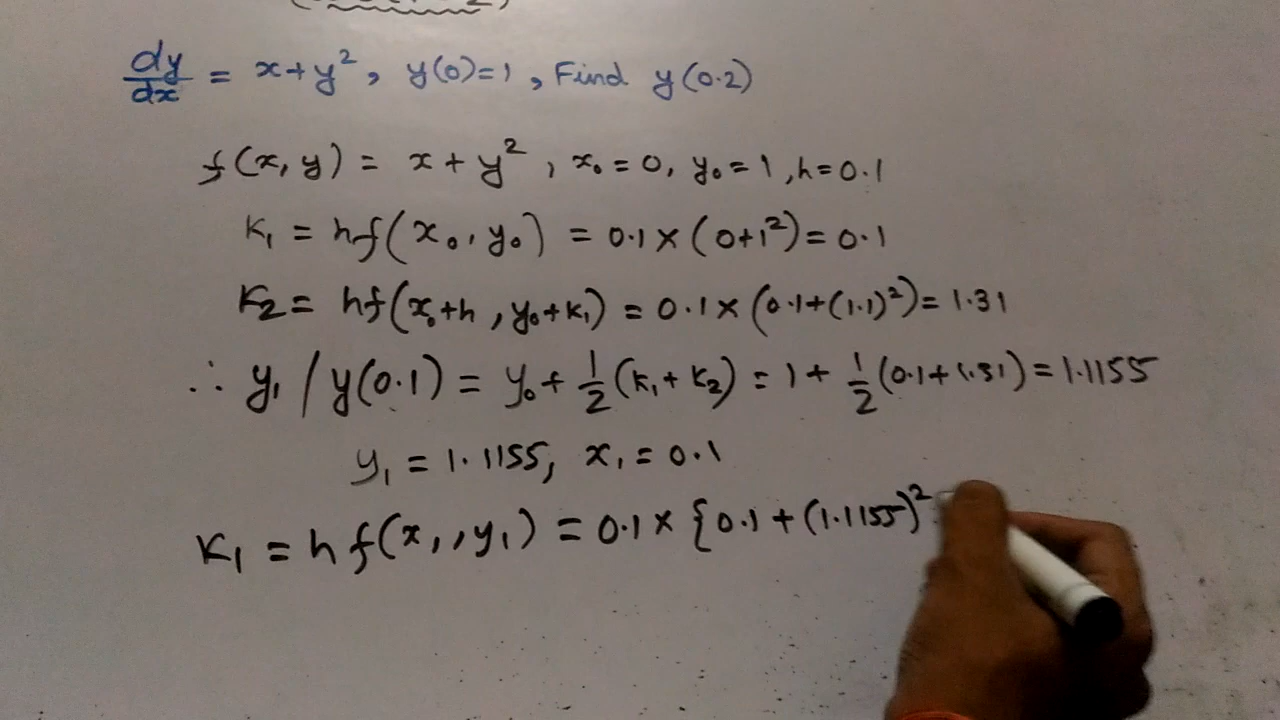 dy/dx = x+y², y(0)=1, Find y(0.2)
f(x, y) = x + y², x₀ = 0, y₀ = 1, h = 0.1
K₁ = hf(x₀, y₀) = 0.1 × (0+1²) = 0.1
K₂ = hf(x₀+h, y₀+K₁) = 0.1 × (0.1+(1.1)²) = 1.31
∴ y₁ / y(0.1) = y₀ + 1/2 (K₁ + K₂) = 1 + 1/2 (0.1+1.31) = 1.1155
y₁ = 1.1155, x₁ = 0.1
K₁ = hf(x₁, y₁) = 0.1 × {0.1 + (1.1155)²